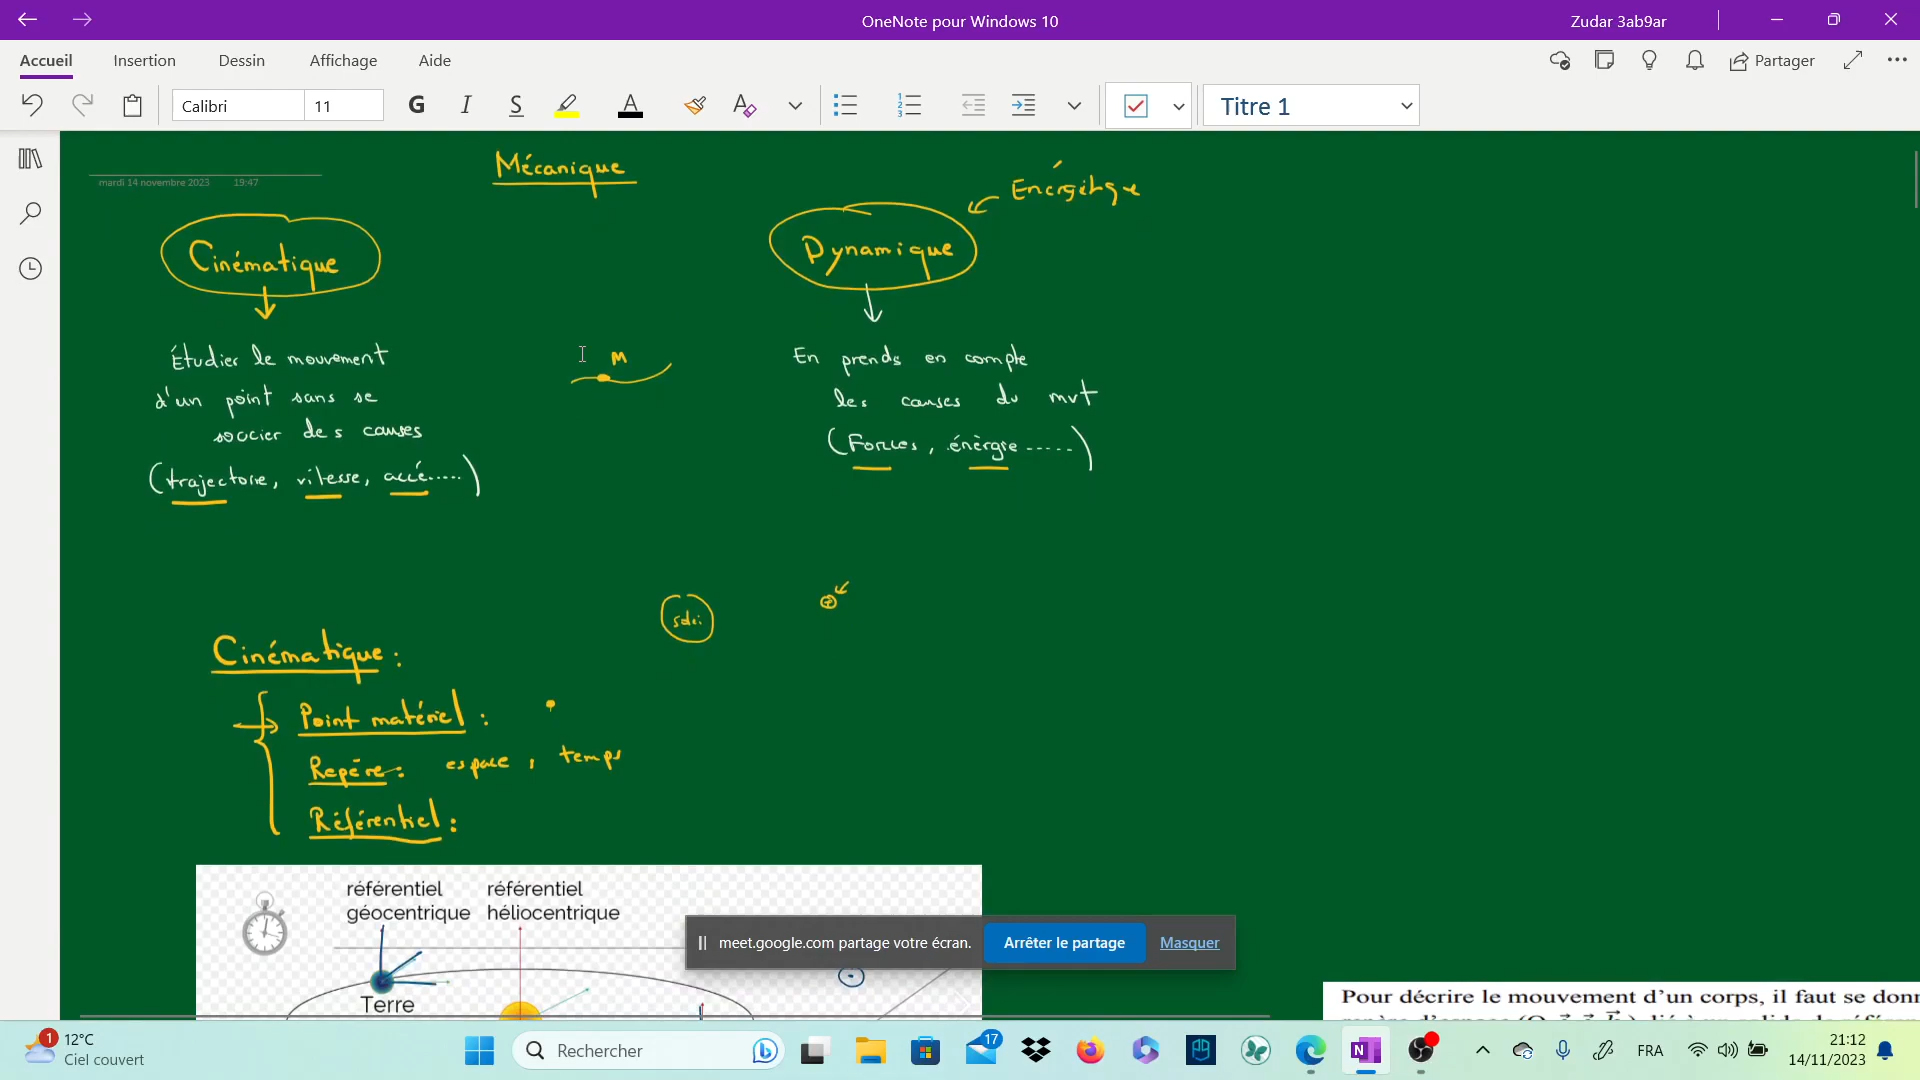 OneNote pour Windows 10
Zudar 3ab9ar
Accueil
Insertion
Dessin
Affichage
Aide
Partager
Calibri
11
G
I
S
A
A
Titre 1
mardi 14 novembre 2023 19:47
Mécanique
Énergétique
Cinématique
Dynamique
Étudier le mouvement
d'un point sans se
soucier des causes
(trajectoire, vitesse, accé.....)
M
En prends en compte
les causes du mvt
(Forces, énèrgie.....)
Cinématique :
Point matériel :
Repère : espace , temps
Référentiel :
référentiel
géocentrique
référentiel
héliocentrique
Terre
meet.google.com partage votre écran.
Arrêter le partage
Masquer
Pour décrire le mouvement d'un corps, il faut se donn
1
12°C
Ciel couvert
Rechercher
17
FRA
21:12
14/11/2023